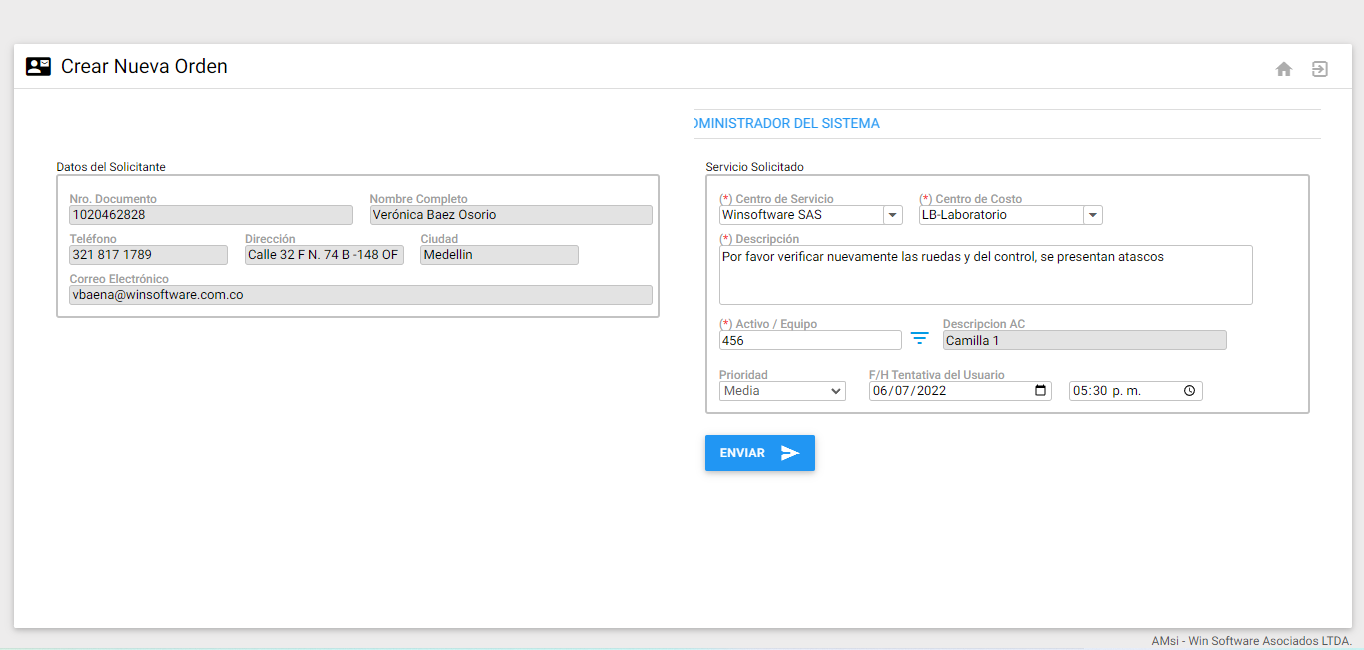 Crear Nueva Orden
DMINISTRADOR DEL SISTEMA
Datos del Solicitante
Nro. Documento
Nombre Completo
1020462828
Verónica Baez Osorio
Teléfono
Dirección
Ciudad
321 817 1789
Calle 32 F N. 74 B -148 OF
Medellin
Correo Electrónico
vbaena@winsoftware.com.co
Servicio Solicitado
(*) Centro de Servicio
(*) Centro de Costo
Winsoftware SAS
LB-Laboratorio
(*) Descripción
Por favor verificar nuevamente las ruedas y del control, se presentan atascos
(*) Activo / Equipo
Descripcion AC
456
Camilla 1
Prioridad
F/H Tentativa del Usuario
Media
06/07/2022
05:30 p. m.
ENVIAR
AMsi - Win Software Asociados LTDA.